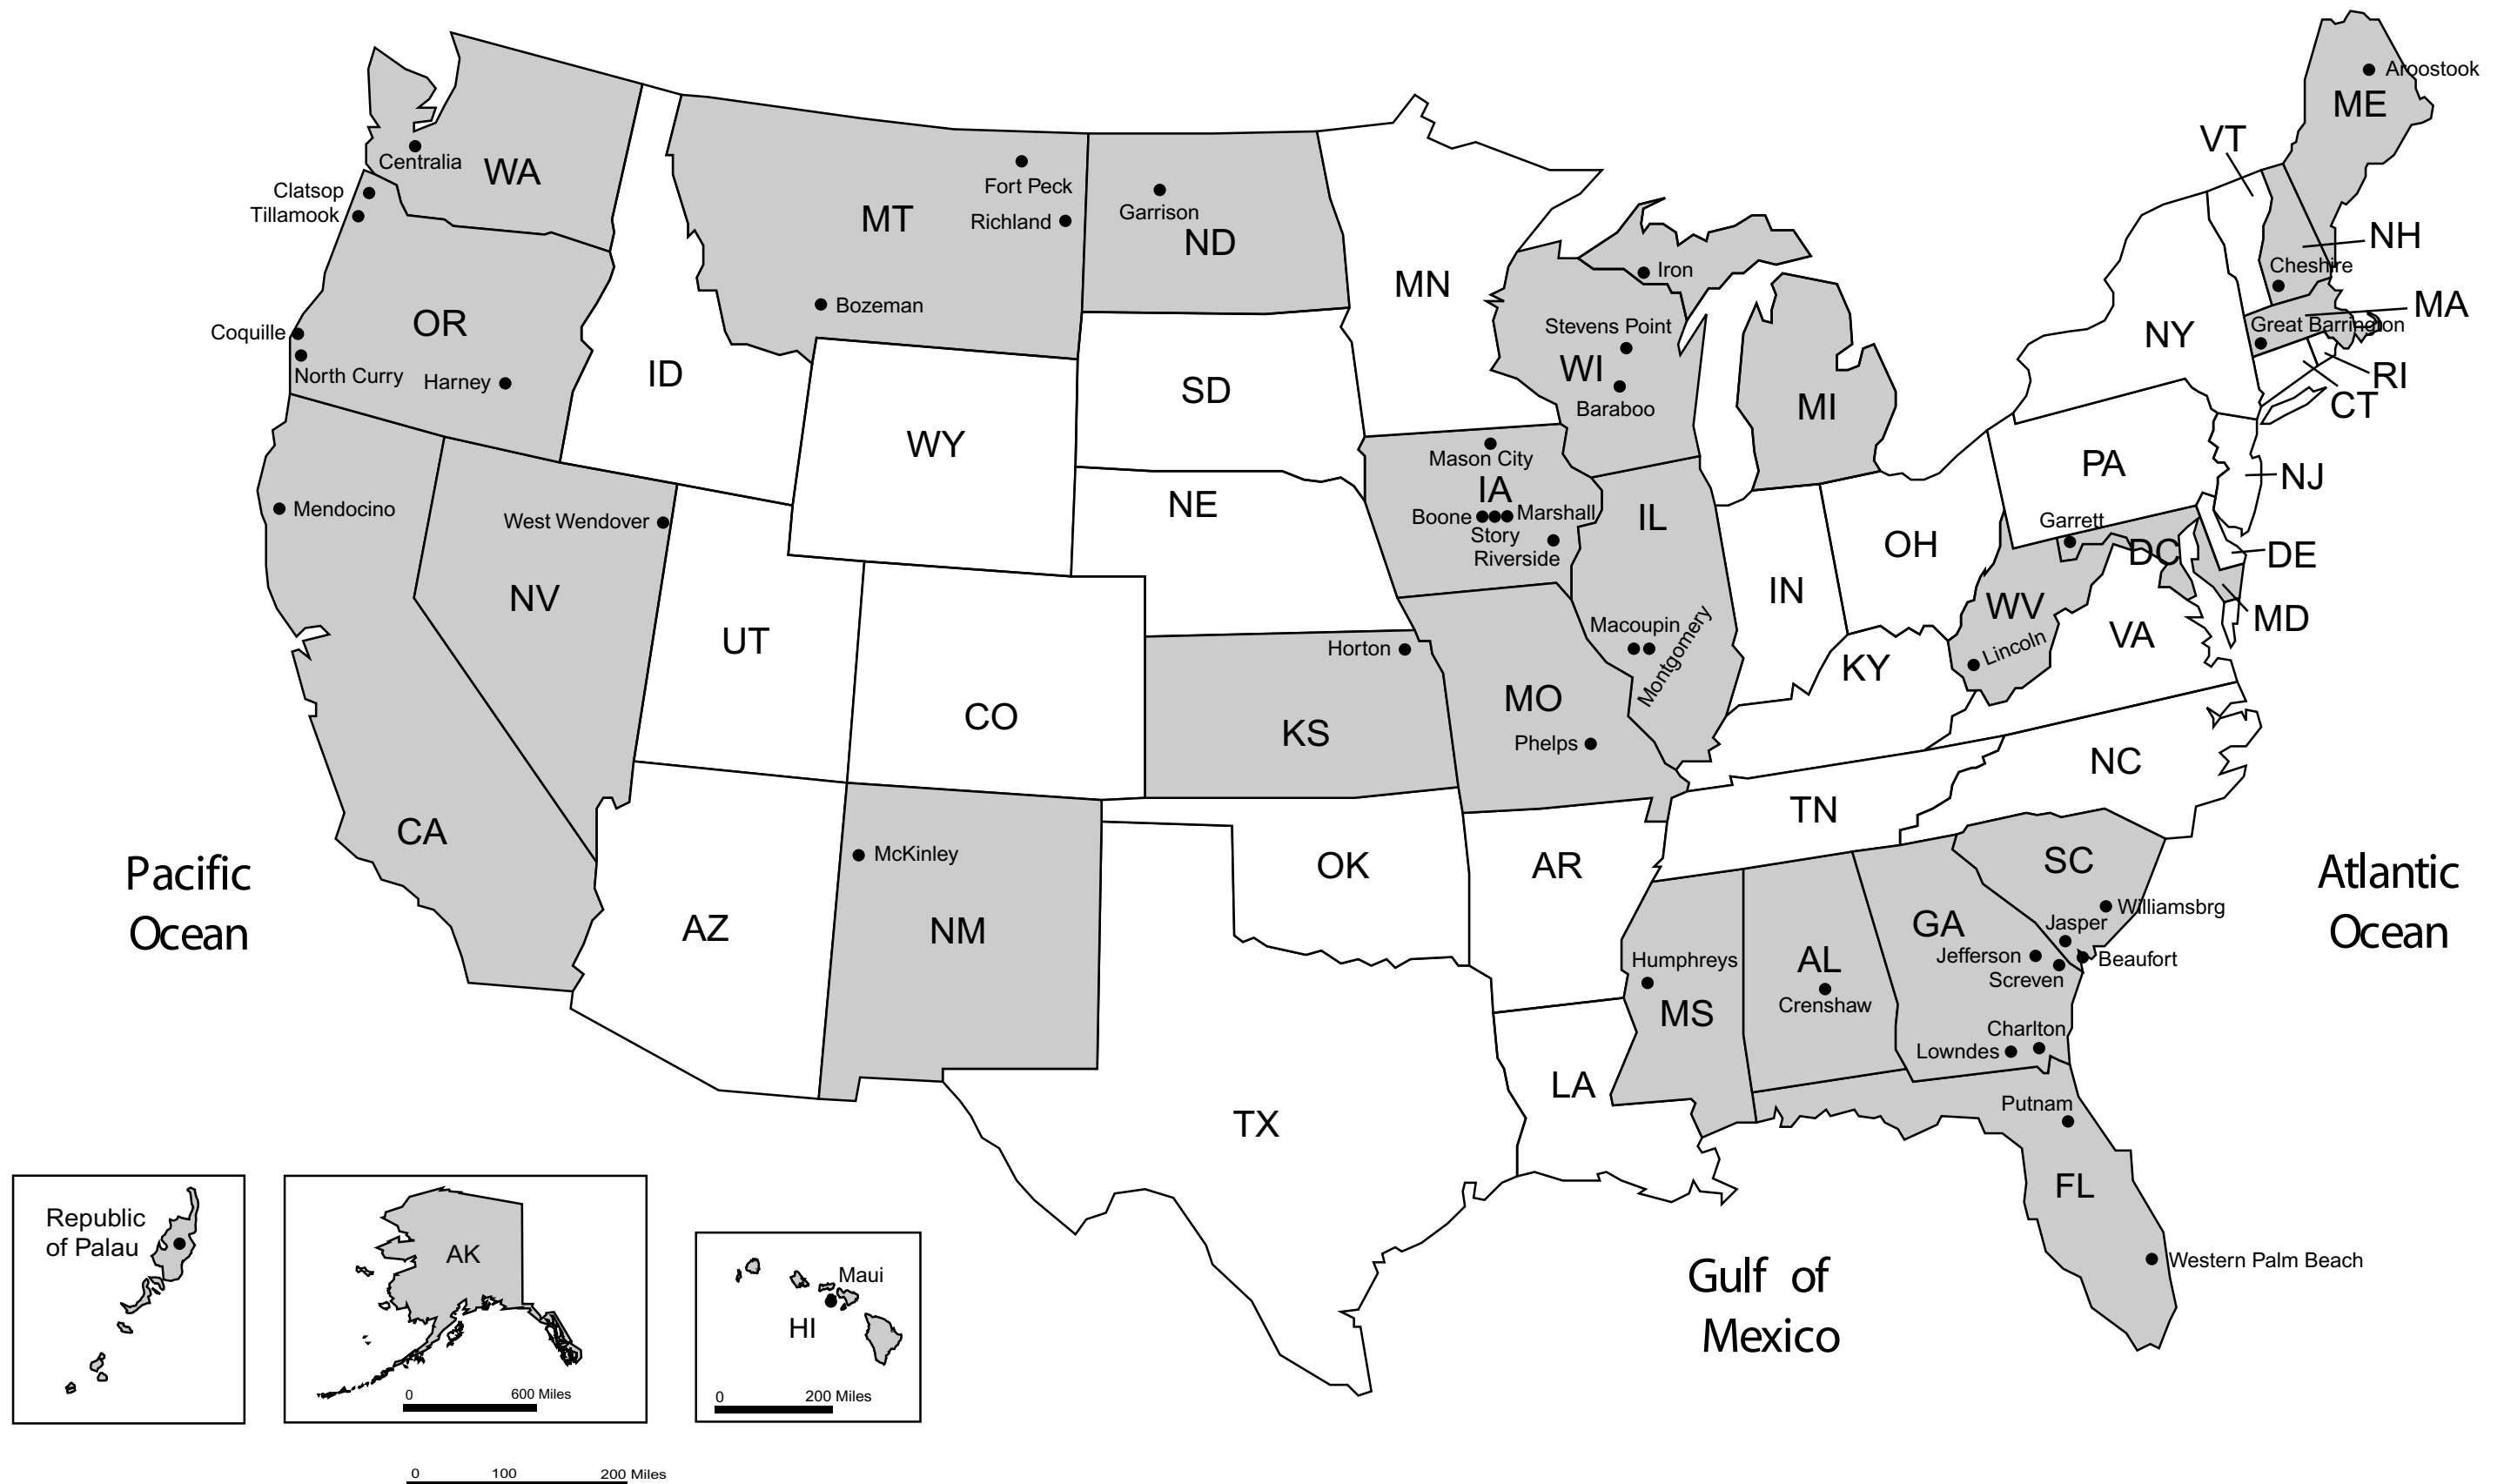 Aroostook
ME
VT
Centralia
WA
Clatsop
Tillamook
Fort Peck
Richland
MT
Garrison
ND
NH
Cheshire
MN
Iron
MA
Bozeman
Great Barrington
OR
Coquille
Stevens Point
NY
WI
North Curry
Harney
ID
SD
RI
CT
Baraboo
MI
WY
Mason City
PA
NJ
IA
NE
Mendocino
West Wendover
Boone
Marshall
Story
Riverside
IL
Garrett
OH
DC
DE
NV
IN
WV
MD
UT
Macoupin
Montgomery
VA
Horton
Lincoln
KY
MO
CO
KS
Phelps
NC
CA
TN
McKinley
Pacific
Ocean
OK
AR
SC
Atlantic
Ocean
AZ
NM
GA
Williamsbrg
Jasper
Jefferson
Beaufort
Screven
Humphreys
MS
AL
Crenshaw
Charlton
Lowndes
LA
TX
Putnam
FL
Western Palm Beach
Republic
of Palau
AK
0
600 Miles
Maui
HI
0
200 Miles
Gulf of
Mexico
0 100 200 Miles